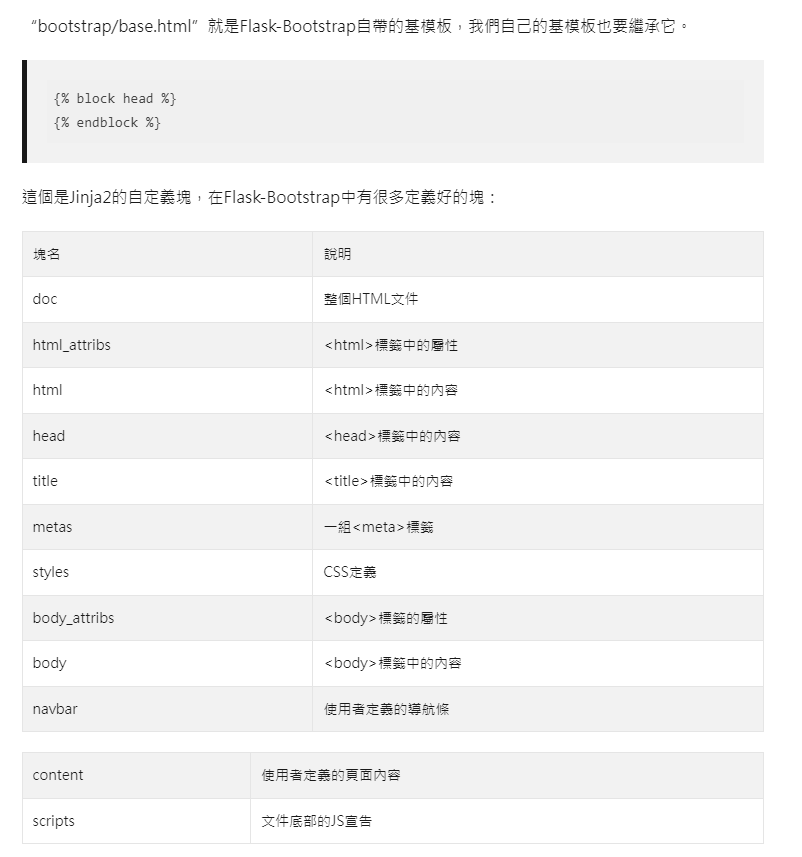 “bootstrap/base.html”就是Flask-Bootstrap自帶的基模板，我們自己的基模板也要繼承它。
{% block head %}
{% endblock %}
這個是Jinja2的自定義塊，在Flask-Bootstrap中有很多定義好的塊：
塊名 說明
doc 整個HTML文件
html_attribs <html>標籤中的屬性
html <html>標籤中的內容
head <head>標籤中的內容
title <title>標籤中的內容
metas 一組<meta>標籤
styles CSS定義
body_attribs <body>標籤的屬性
body <body>標籤中的內容
navbar 使用者定義的導航條
content 使用者定義的頁面內容
scripts 文件底部的JS宣告